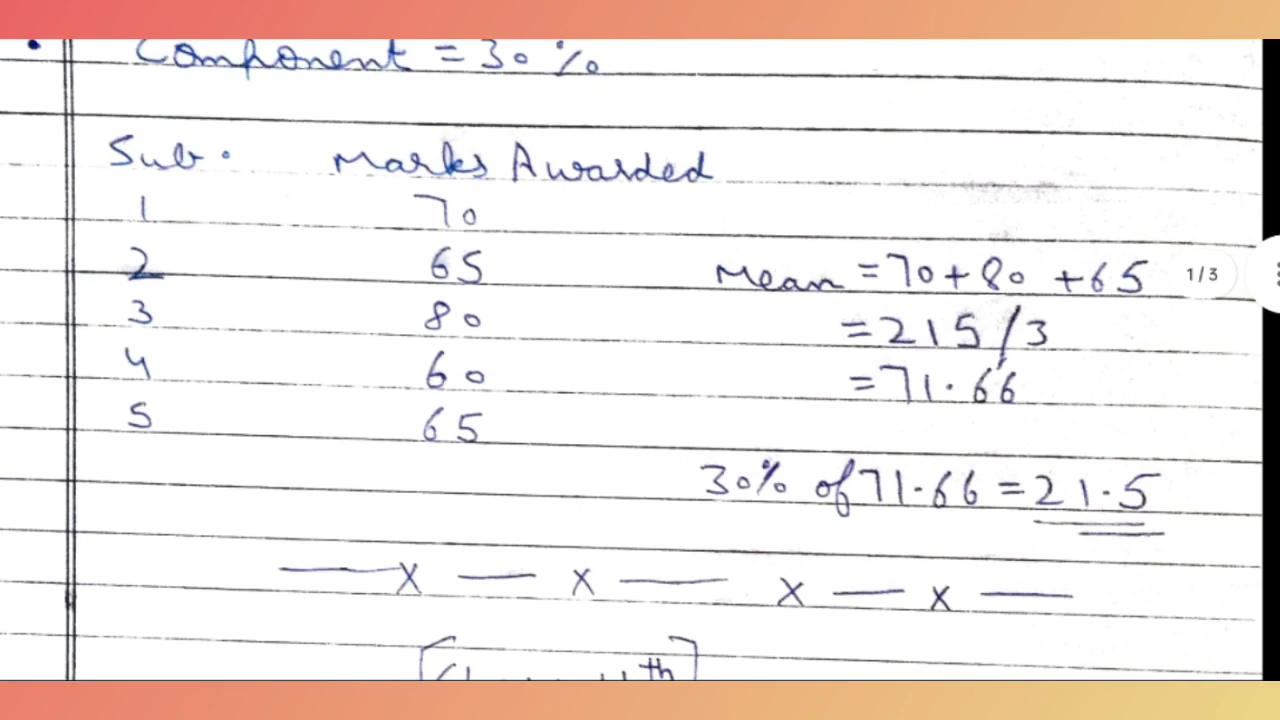 Component = 30%
Sub. Marks Awarded
1 70
2 65
3 80
4 60
5 65
Mean = 70 + 80 + 65
= 215/3
= 71.66
30% of 71.66 = 21.5
x x x x
1/3